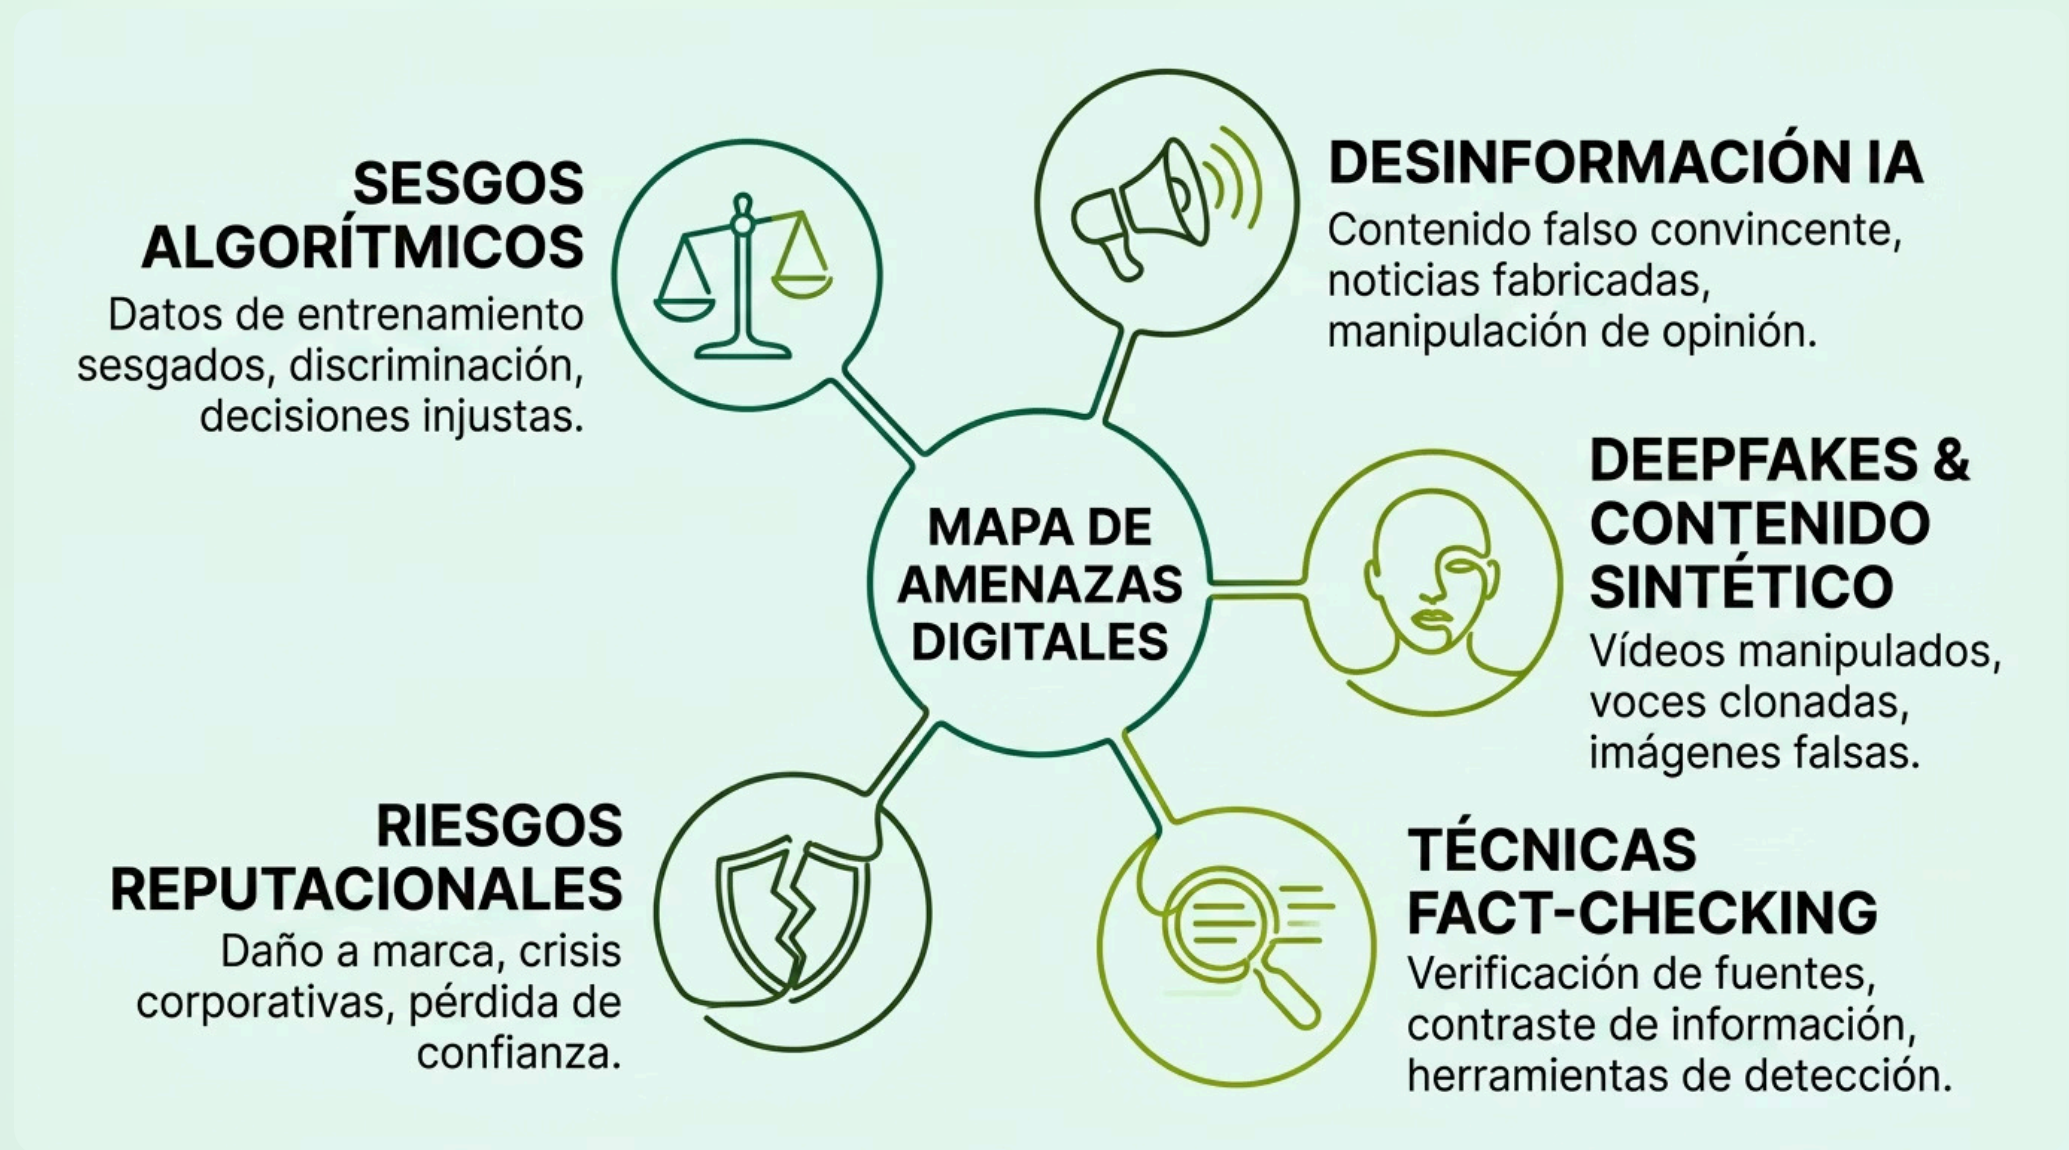 SESGOS
ALGORÍTMICOS
Datos de entrenamiento
sesgados, discriminación,
decisiones injustas.
DESINFORMACIÓN IA
Contenido falso convincente,
noticias fabricadas,
manipulación de opinión.
MAPA DE
AMENAZAS
DIGITALES
DEEPFAKES &
CONTENIDO
SINTÉTICO
Vídeos manipulados,
voces clonadas,
imágenes falsas.
RIESGOS
REPUTACIONALES
Daño a marca, crisis
corporativas, pérdida de
confianza.
TÉCNICAS
FACT-CHECKING
Verificación de fuentes,
contraste de información,
herramientas de detección.